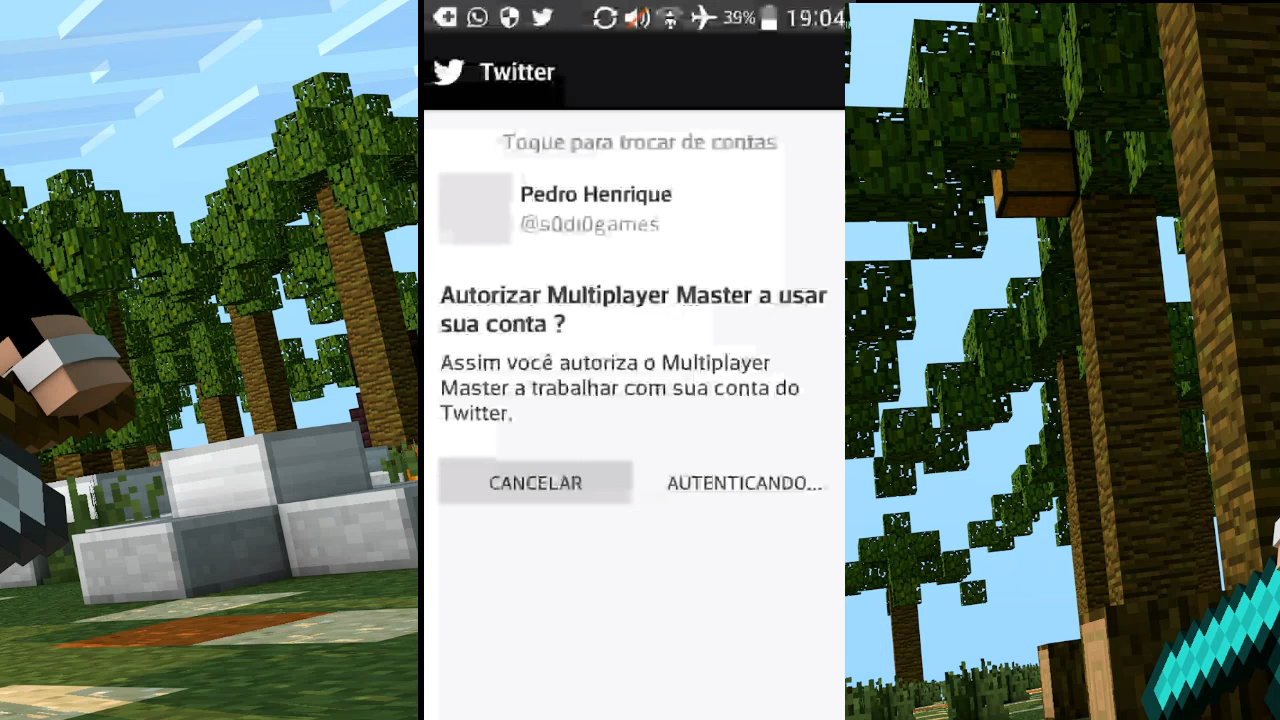 39% 19:04
Twitter
Toque para trocar de contas
Pedro Henrique
@s0di0games
Autorizar Multiplayer Master a usar
sua conta ?
Assim você autoriza o Multiplayer
Master a trabalhar com sua conta do
Twitter.
CANCELAR AUTENTICANDO...